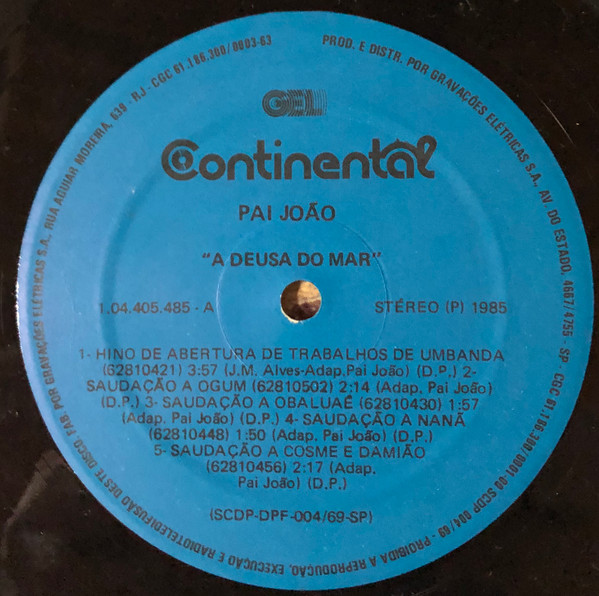 GEL
Continental
PAI JOÃO
"A DEUSA DO MAR"
1.04.405.485 - A
STÉREO (P) 1985
1- HINO DE ABERTURA DE TRABALHOS DE UMBANDA
(62810421) 3:57 (J.M. Alves-Adap.Pai João) (D.P.) 2-
SAUDAÇÃO A OGUM (62810502) 2:14 (Adap. Pai João)
(D.P.) 3- SAUDAÇÃO A OBALUAÊ (62810430) 1:57
(Adap. Pai João) (D.P.) 4- SAUDAÇÃO A NANÃ
(62810448) 1:50 (Adap. Pai João) (D.P.)
5- SAUDAÇÃO A COSME E DAMIÃO
(62810456) 2:17 (Adap.
Pai João) (D.P.)
(SCDP-DPF-004/69-SP)
PROD. E DISTR. POR GRAVAÇÕES ELÉTRICAS S.A., AV. DO ESTADO, 4667/4755 - SP - CGC 61.186.300/0001-00 SCDP 004/69 - PROIBIDA A REPRODUÇÃO, EXECUÇÃO E RADIOTELEDIFUSÃO DESTE DISCO. FAB. POR GRAVAÇÕES ELÉTRICAS S.A., RUA AGUIAR MOREIRA, 639 - RJ - CGC 61.186.300/0003-63